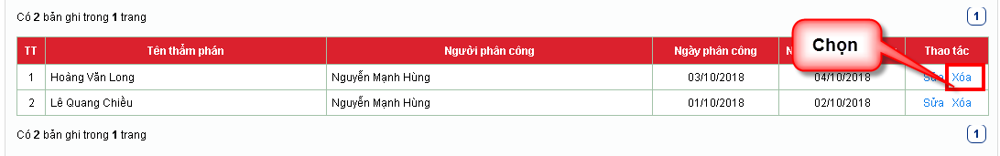 Có 2 bản ghi trong 1 trang 1
TT Tên thẩm phán Người phân công Ngày phân công Thao tác
Chọn
1 Hoàng Văn Long Nguyễn Mạnh Hùng 03/10/2018 04/10/2018 Sửa Xóa
2 Lê Quang Chiều Nguyễn Mạnh Hùng 01/10/2018 02/10/2018 Sửa Xóa
Có 2 bản ghi trong 1 trang 1